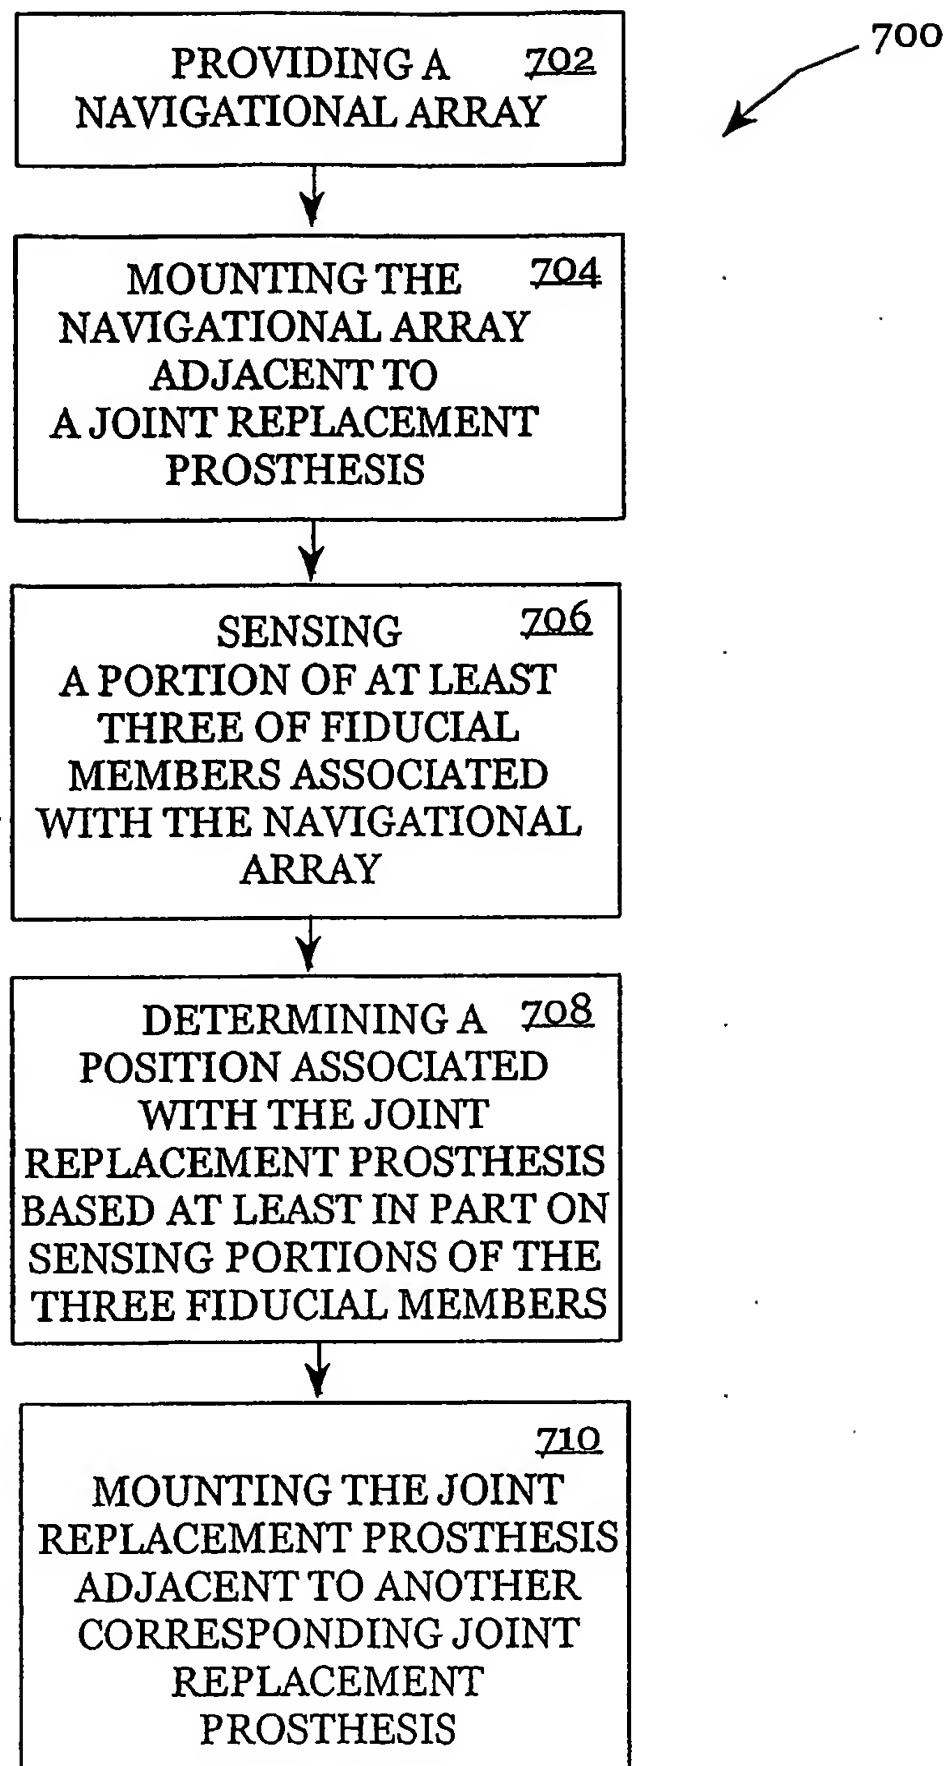 700
PROVIDING A 702
NAVIGATIONAL ARRAY
MOUNTING THE 704
NAVIGATIONAL ARRAY
ADJACENT TO
A JOINT REPLACEMENT
PROSTHESIS
SENSING 706
A PORTION OF AT LEAST
THREE OF FIDUCIAL
MEMBERS ASSOCIATED
WITH THE NAVIGATIONAL
ARRAY
DETERMINING A 708
POSITION ASSOCIATED
WITH THE JOINT
REPLACEMENT PROSTHESIS
BASED AT LEAST IN PART ON
SENSING PORTIONS OF THE
THREE FIDUCIAL MEMBERS
710
MOUNTING THE JOINT
REPLACEMENT PROSTHESIS
ADJACENT TO ANOTHER
CORRESPONDING JOINT
REPLACEMENT
PROSTHESIS